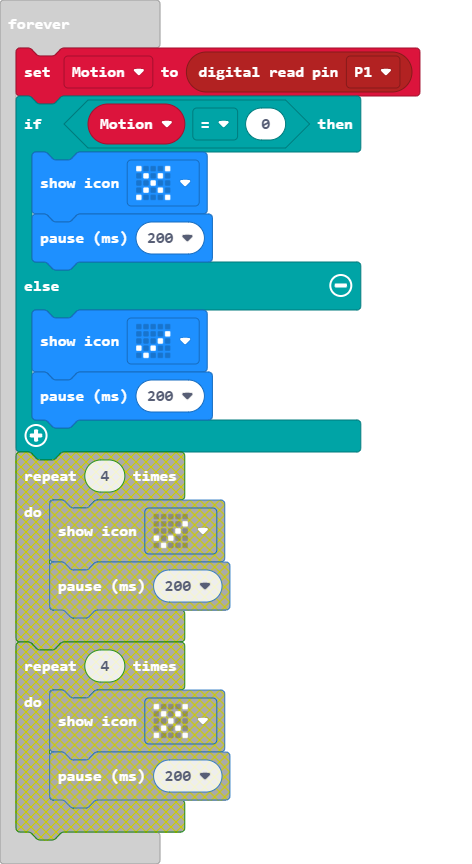 forever
set Motion to digital read pin P1
if Motion = 0 then
show icon
pause (ms) 200
else
show icon
pause (ms) 200
repeat 4 times
do
show icon
pause (ms) 200
repeat 4 times
do
show icon
pause (ms) 200